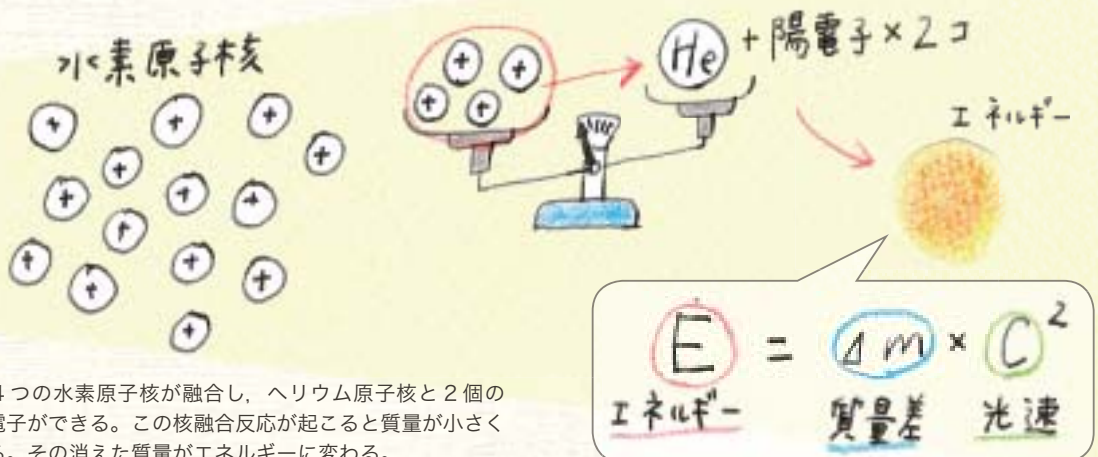 水素原子核
+ + + + + + + + + + + + + +
+ + + +
He + 陽電子×2コ
エネルギー
E = Δm × C²
エネルギー 質量差 光速
4つの水素原子核が融合し,ヘリウム原子核と2個の
電子ができる。この核融合反応が起こると質量が小さく
る。その消えた質量がエネルギーに変わる。